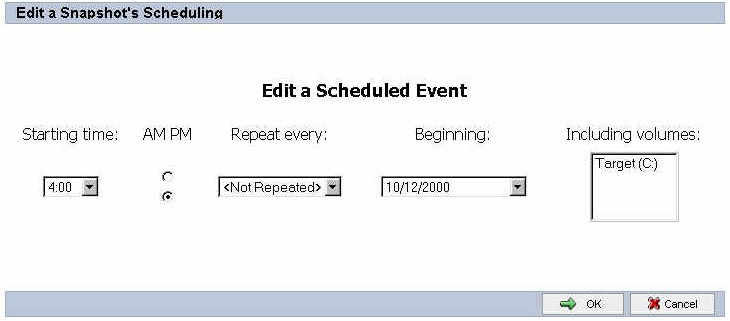 Edit a Snapshot's Scheduling
Edit a Scheduled Event
Starting time: AM PM Repeat every: Beginning: Including volumes:
4:00 <Not Repeated> 10/12/2000 Target (C:)
OK Cancel